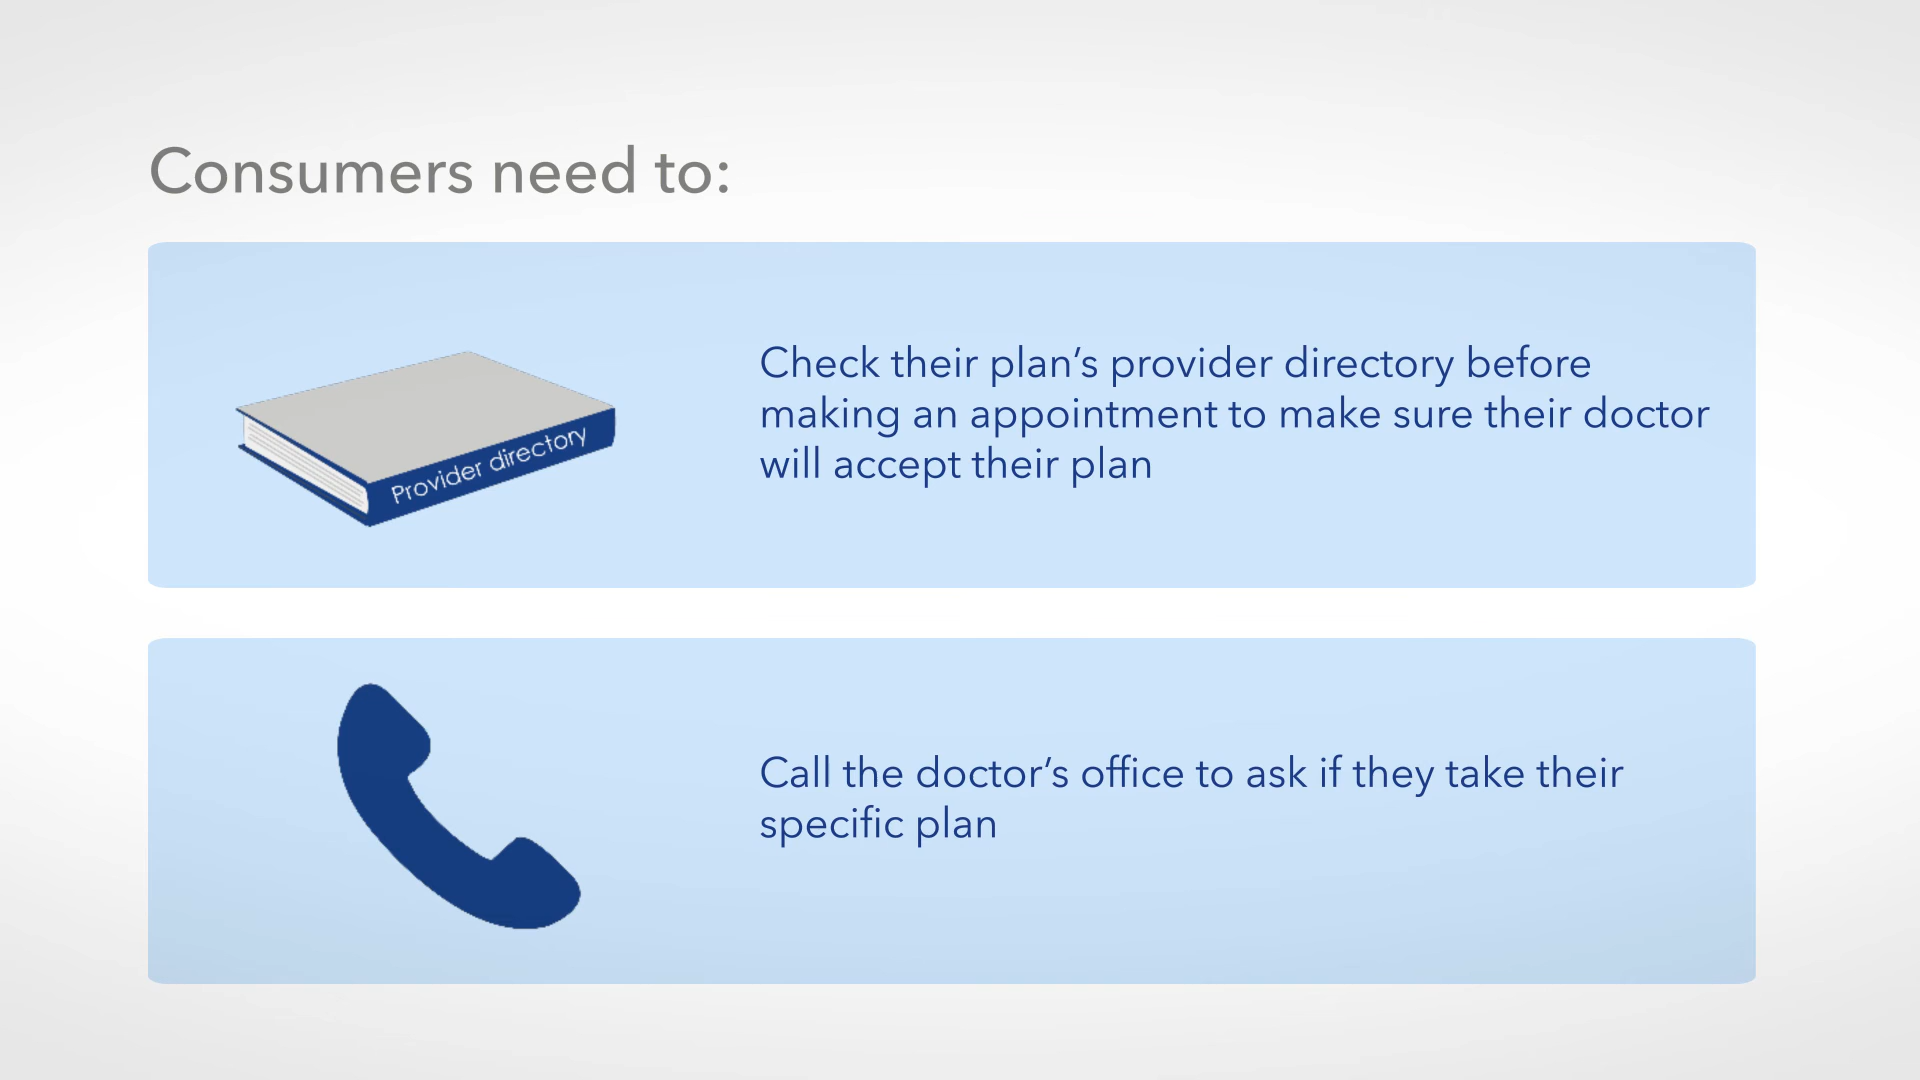 Consumers need to:
Provider directory
Check their plan’s provider directory before
making an appointment to make sure their doctor
will accept their plan
Call the doctor’s office to ask if they take their
specific plan